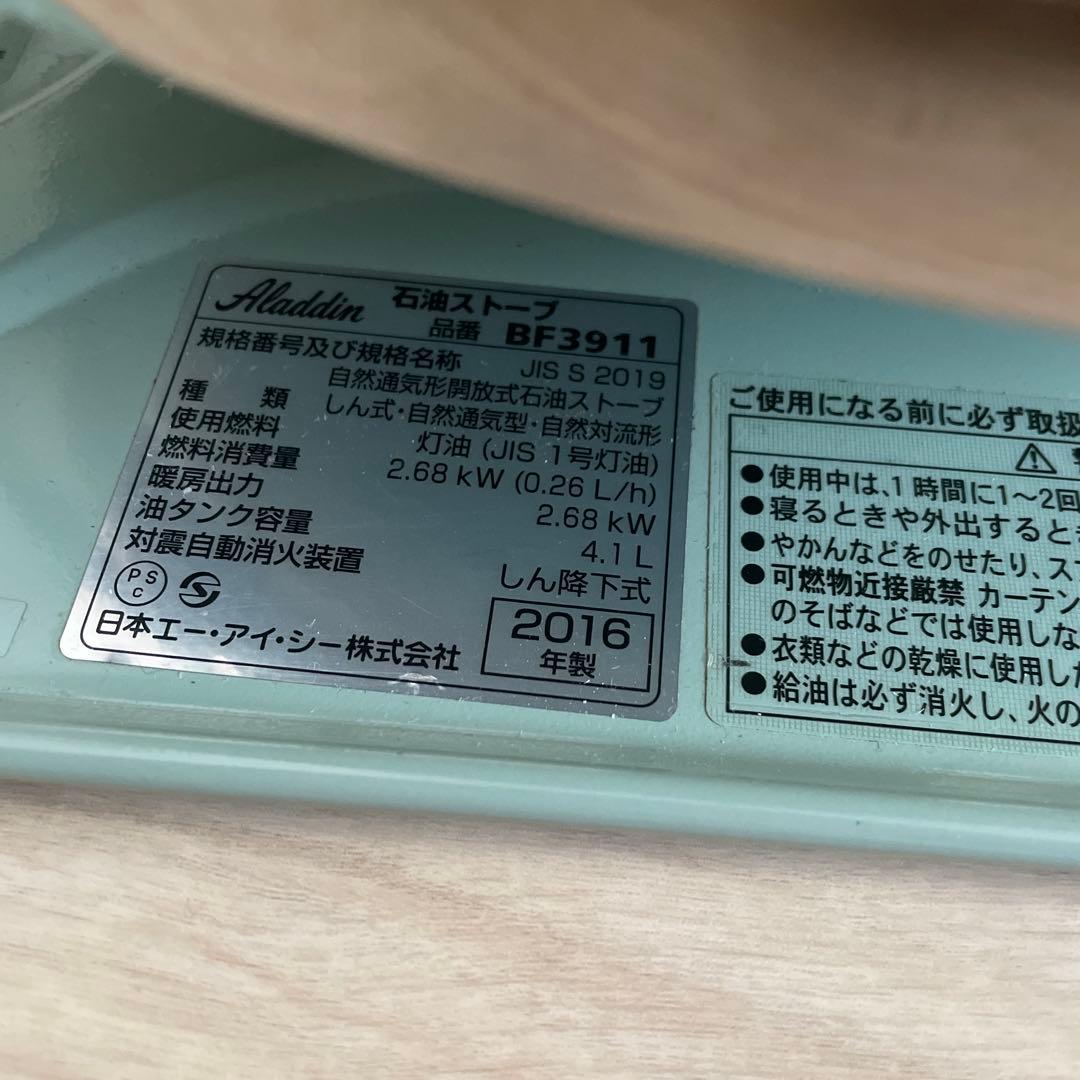 Aladdin 石油ストーブ
品番 BF3911
規格番号及び規格名称 JIS S 2019
自然通気形開放式石油ストーブ
種類 しん式・自然通気型・自然対流形
使用燃料 灯油 (JIS 1号灯油)
燃料消費量 2.68 kW (0.26 L/h)
暖房出力 2.68 kW
油タンク容量 4.1 L
対震自動消火装置 しん降下式
PS C S
日本エー・アイ・シー株式会社
2016
年製
ご使用になる前に必ず取扱
●使用中は、1時間に1～2回
●寝るときや外出するとき
●やかんなどをのせたり、ス
●可燃物近接厳禁 カーテン
のそばなどでは使用しな
●衣類などの乾燥に使用した
●給油は必ず消火し、火の